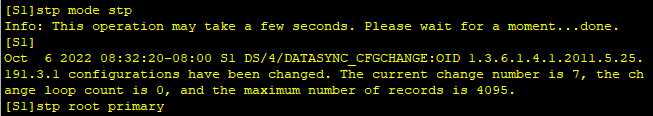 [S1]stp mode stp
Info: This operation may take a few seconds. Please wait for a moment...done.
[S1]
Oct  6 2022 08:32:20-08:00 S1 DS/4/DATASYNC_CFGCHANGE:OID 1.3.6.1.4.1.2011.5.25.
191.3.1 configurations have been changed. The current change number is 7, the ch
ange loop count is 0, and the maximum number of records is 4095.
[S1]stp root primary